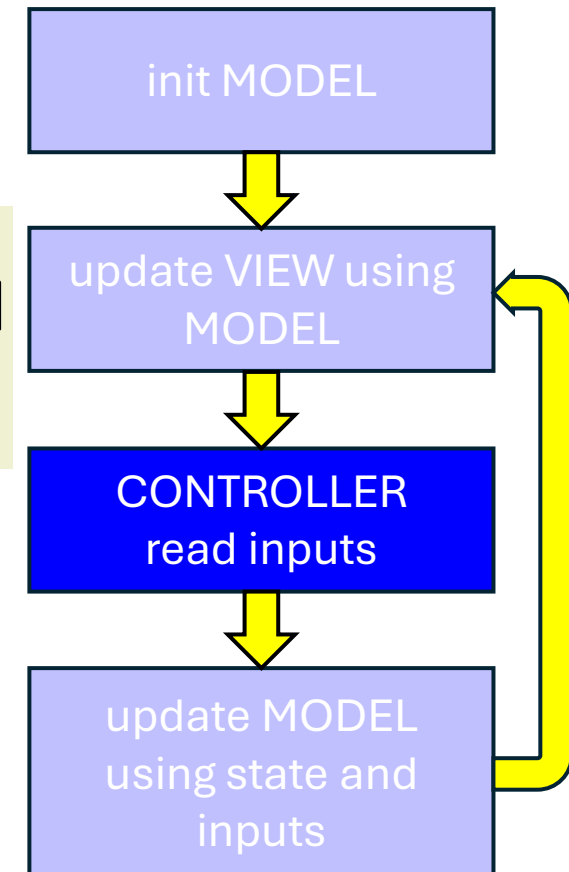 init MODEL
update VIEW using
MODEL
CONTROLLER
read inputs
update MODEL
using state and
inputs